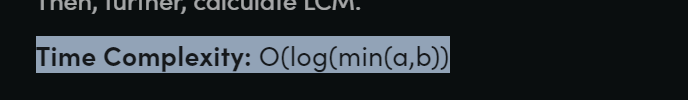 Then, further, calculate LCM.
Time Complexity: O(log(min(a,b))